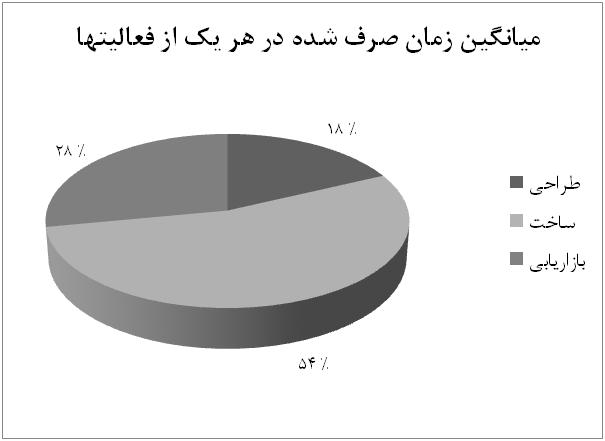 میانگین زمان صرف شده در هر یک از فعالیتها
۱۸ %
۲۸ %
طراحی
ساخت
بازاریابی
۵۴ %